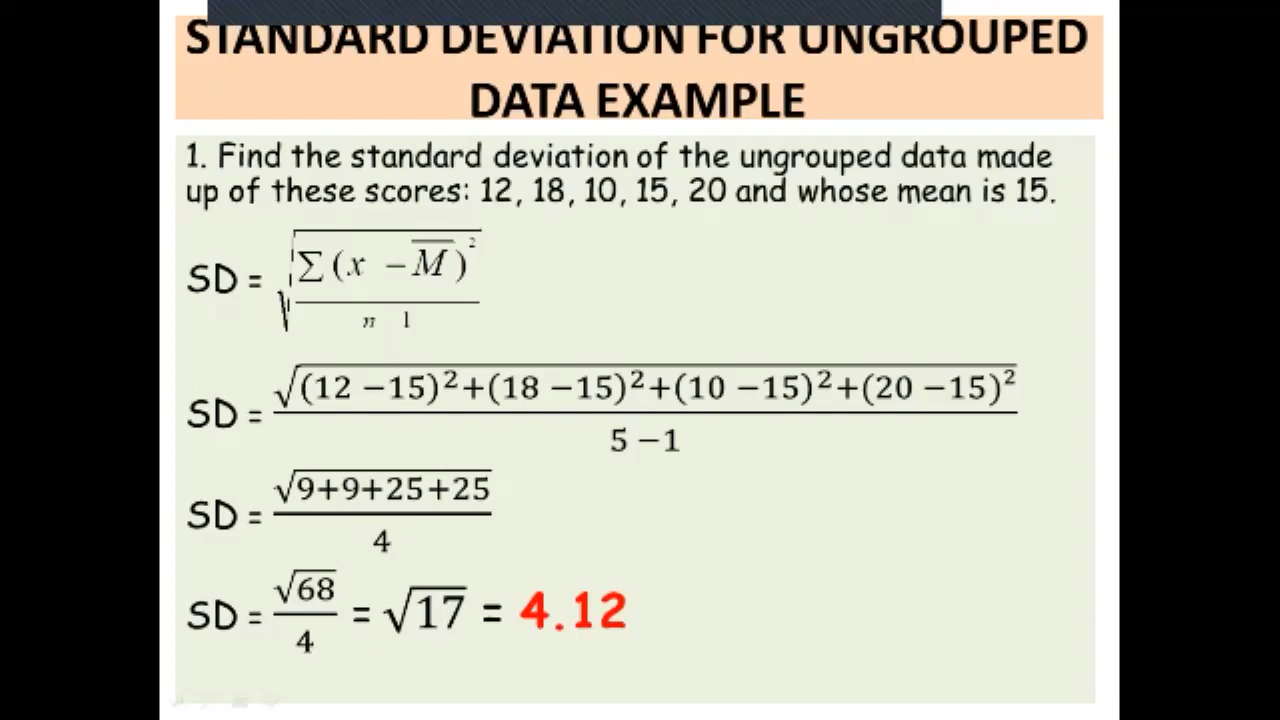 STANDARD DEVIATION FOR UNGROUPED
DATA EXAMPLE
1. Find the standard deviation of the ungrouped data made
up of these scores: 12, 18, 10, 15, 20 and whose mean is 15.
SD = √ ∑ (x − M̅)²
n 1
SD = √(12 −15)²+(18 −15)²+(10 −15)²+(20 −15)²
5 −1
SD = √9+9+25+25
4
SD = √68 = √17 = 4.12
4